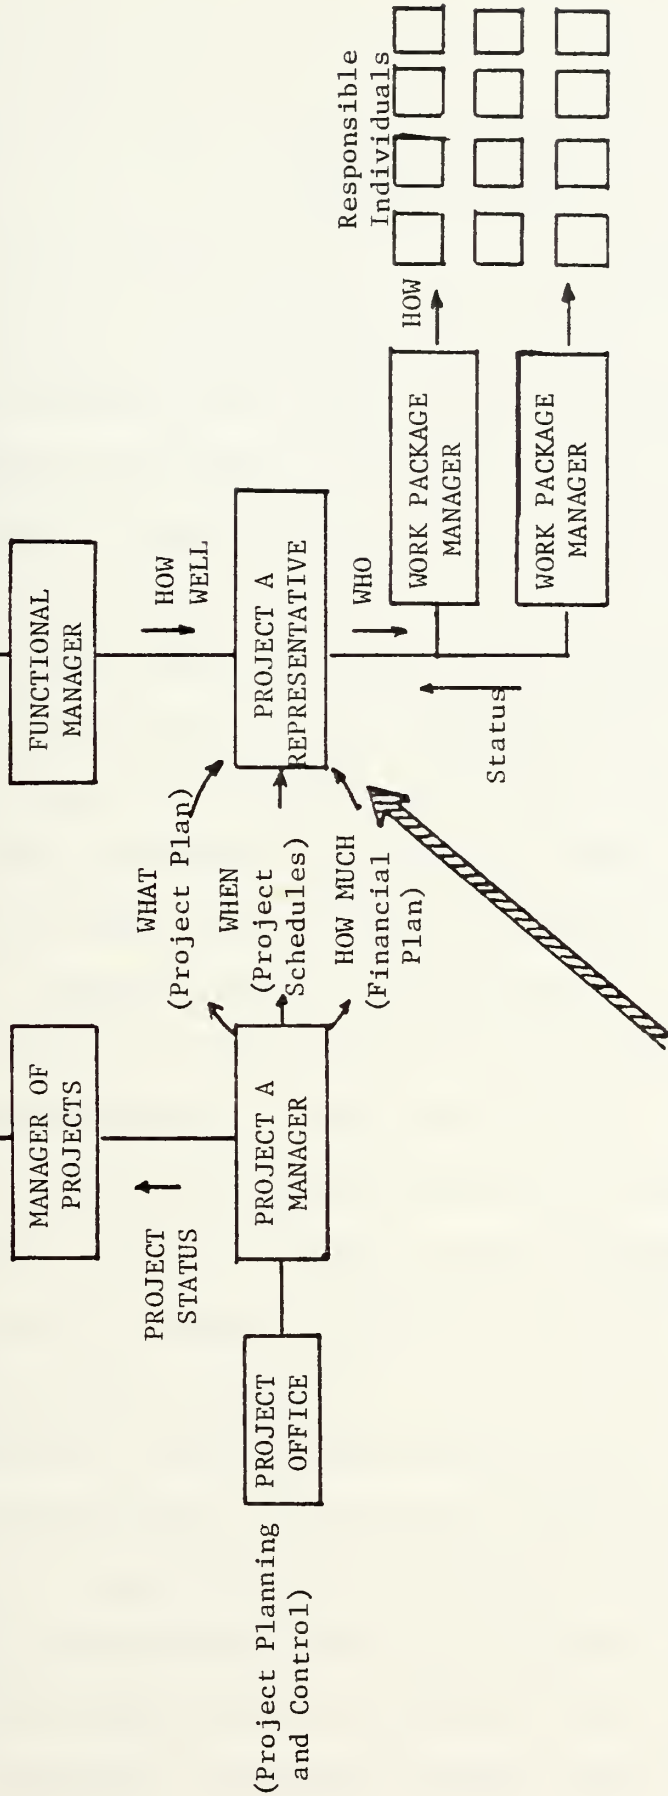 MANAGER OF
PROJECTS
FUNCTIONAL
MANAGER
PROJECT
STATUS
WHAT
(Project Plan)
HOW
WELL
(Project Planning
and Control)
PROJECT
OFFICE
PROJECT A
MANAGER
WHEN
(Project
Schedules)
PROJECT A
REPRESENTATIVE
HOW MUCH
(Financial
Plan)
WHO
Responsible
Individuals
HOW
WORK PACKAGE
MANAGER
Status
WORK PACKAGE
MANAGER